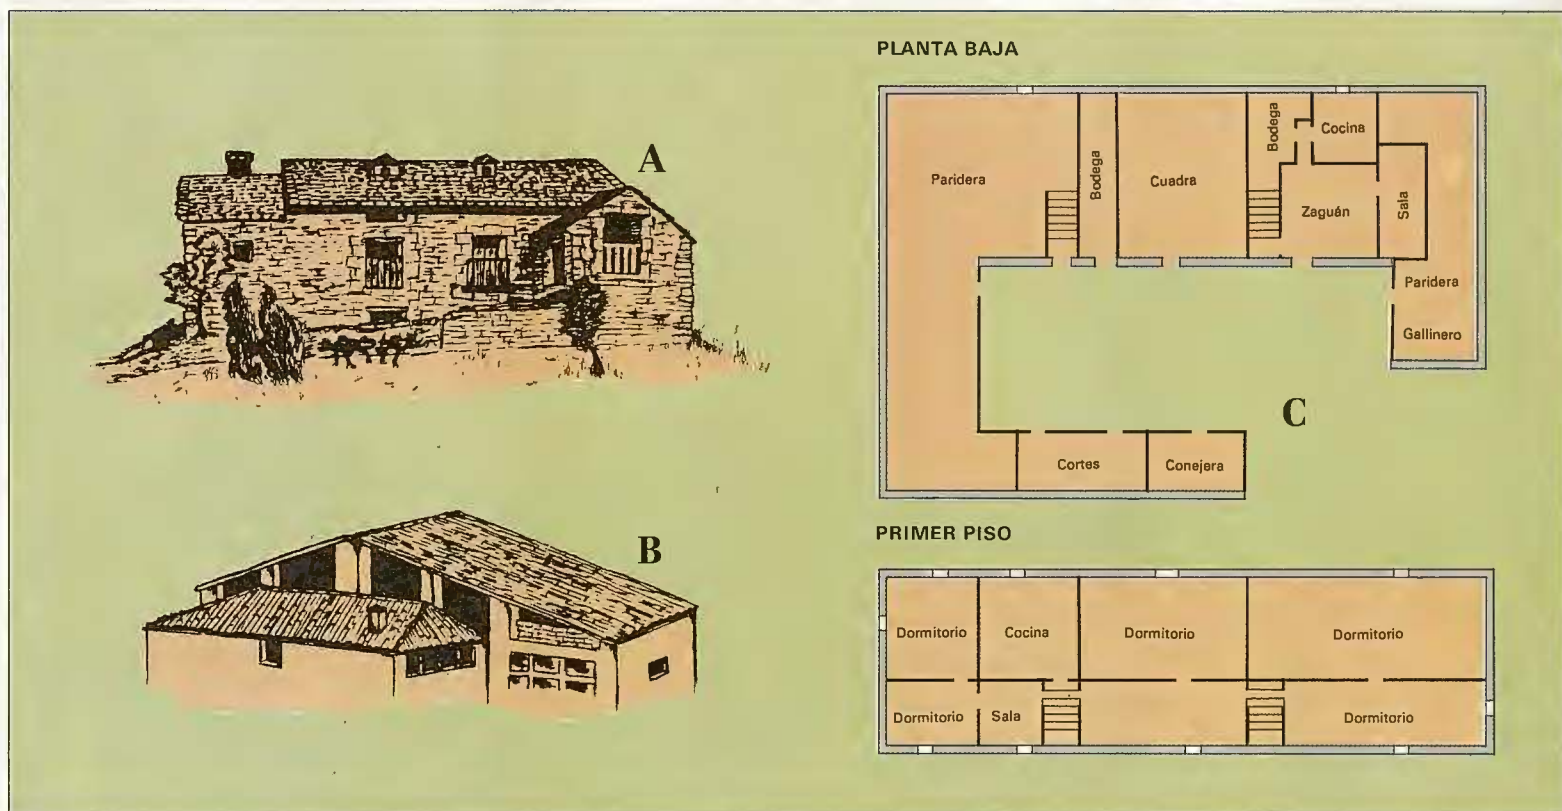 A
B
PLANTA BAJA
Paridera
Bodega
Cuadra
Bodega
Cocina
Zaguán
Sala
Paridera
Gallinero
C
Cortes
Conejera
PRIMER PISO
Dormitorio
Cocina
Dormitorio
Dormitorio
Dormitorio
Sala
Dormitorio